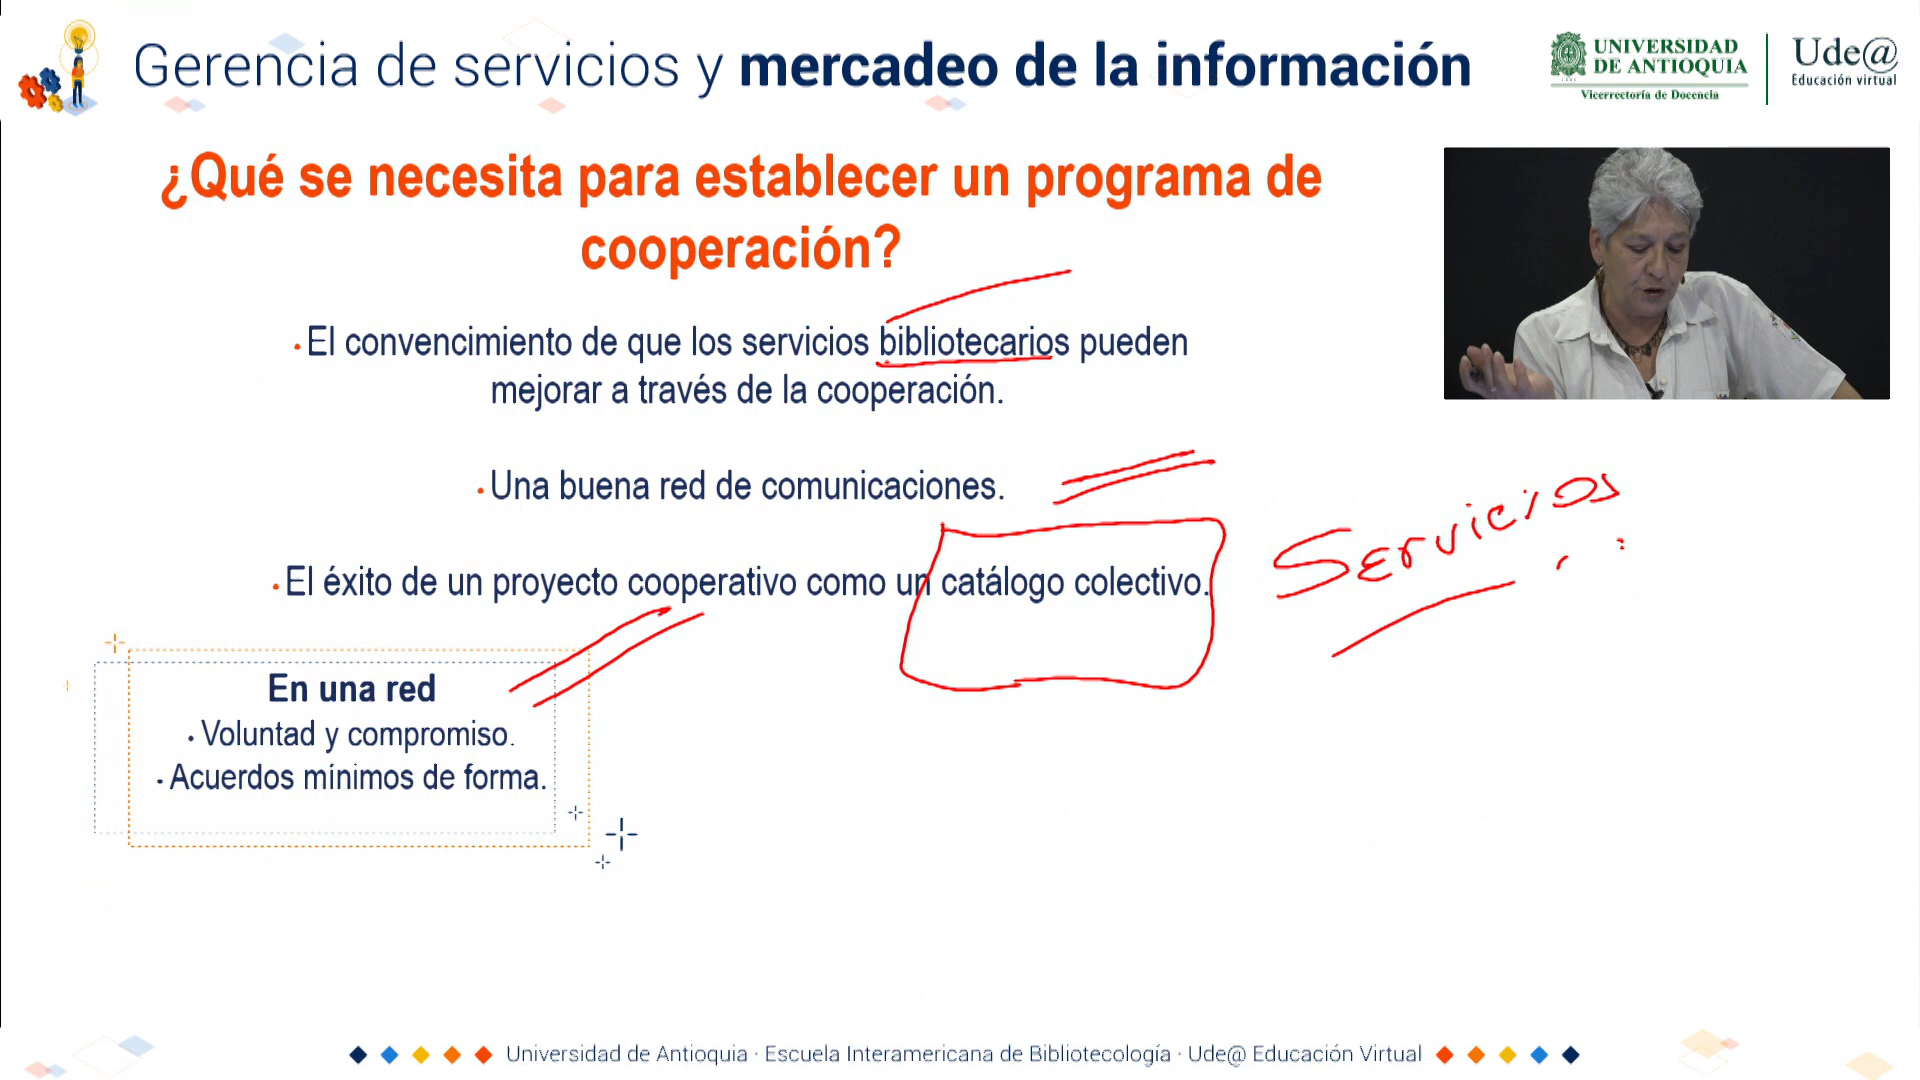 Gerencia de servicios y mercadeo de la información
UNIVERSIDAD
DE ANTIOQUIA
Vicerrectoría de Docencia
Ude@
Educación virtual
¿Qué se necesita para establecer un programa de
cooperación?
· El convencimiento de que los servicios bibliotecarios pueden
mejorar a través de la cooperación.
· Una buena red de comunicaciones.
Servicios
· El éxito de un proyecto cooperativo como un catálogo colectivo.
En una red
· Voluntad y compromiso.
· Acuerdos mínimos de forma.
Universidad de Antioquia · Escuela Interamericana de Bibliotecología · Ude@ Educación Virtual